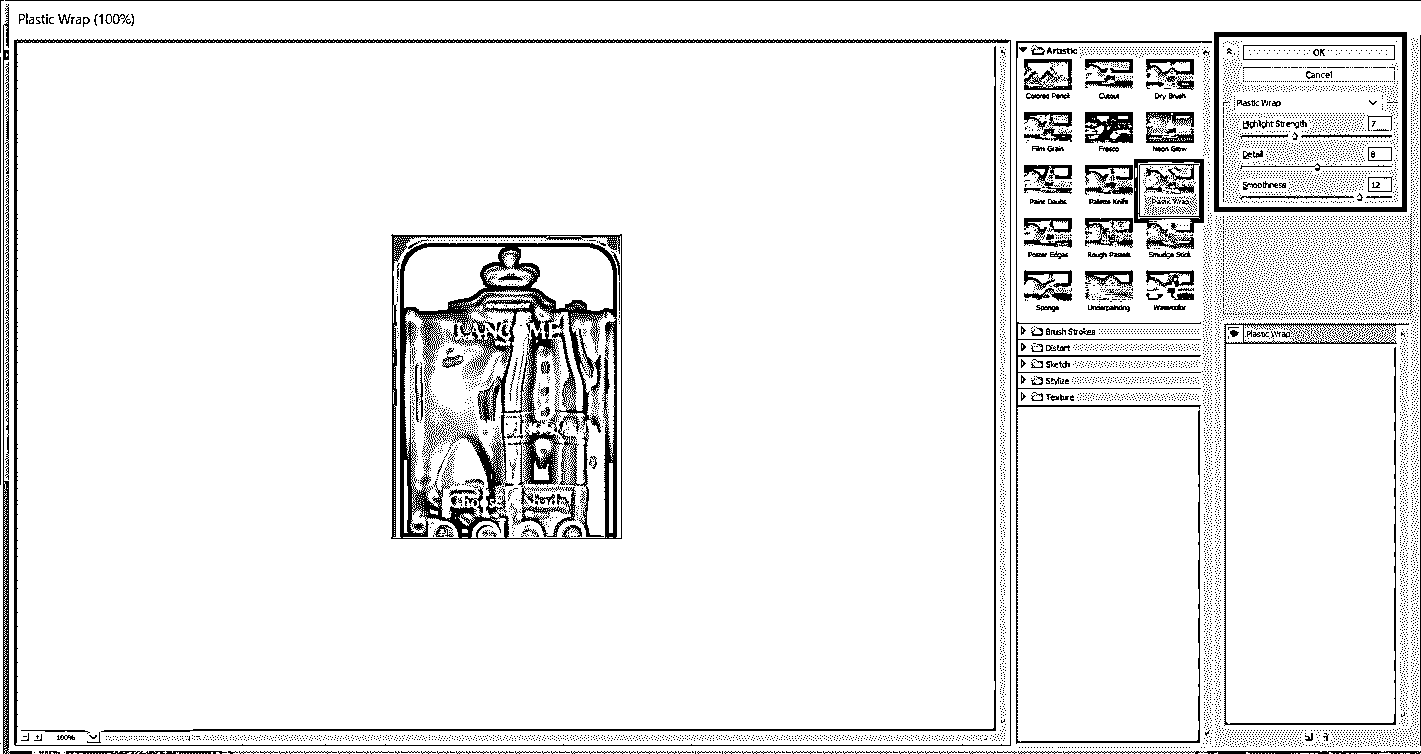 Plastic Wrap (100%)
Artistic
Colored Pencil
Cutout
Dry Brush
Film Grain
Fresco
Neon Glow
Paint Daubs
Palette Knife
Plastic Wrap
Poster Edges
Rough Pastels
Smudge Stick
Sponge
Underpainting
Watercolor
Brush Strokes
Distort
Sketch
Stylize
Texture
OK
Cancel
Plastic Wrap
Highlight Strength 7
Detail 8
Smoothness 12
Plastic Wrap
100%